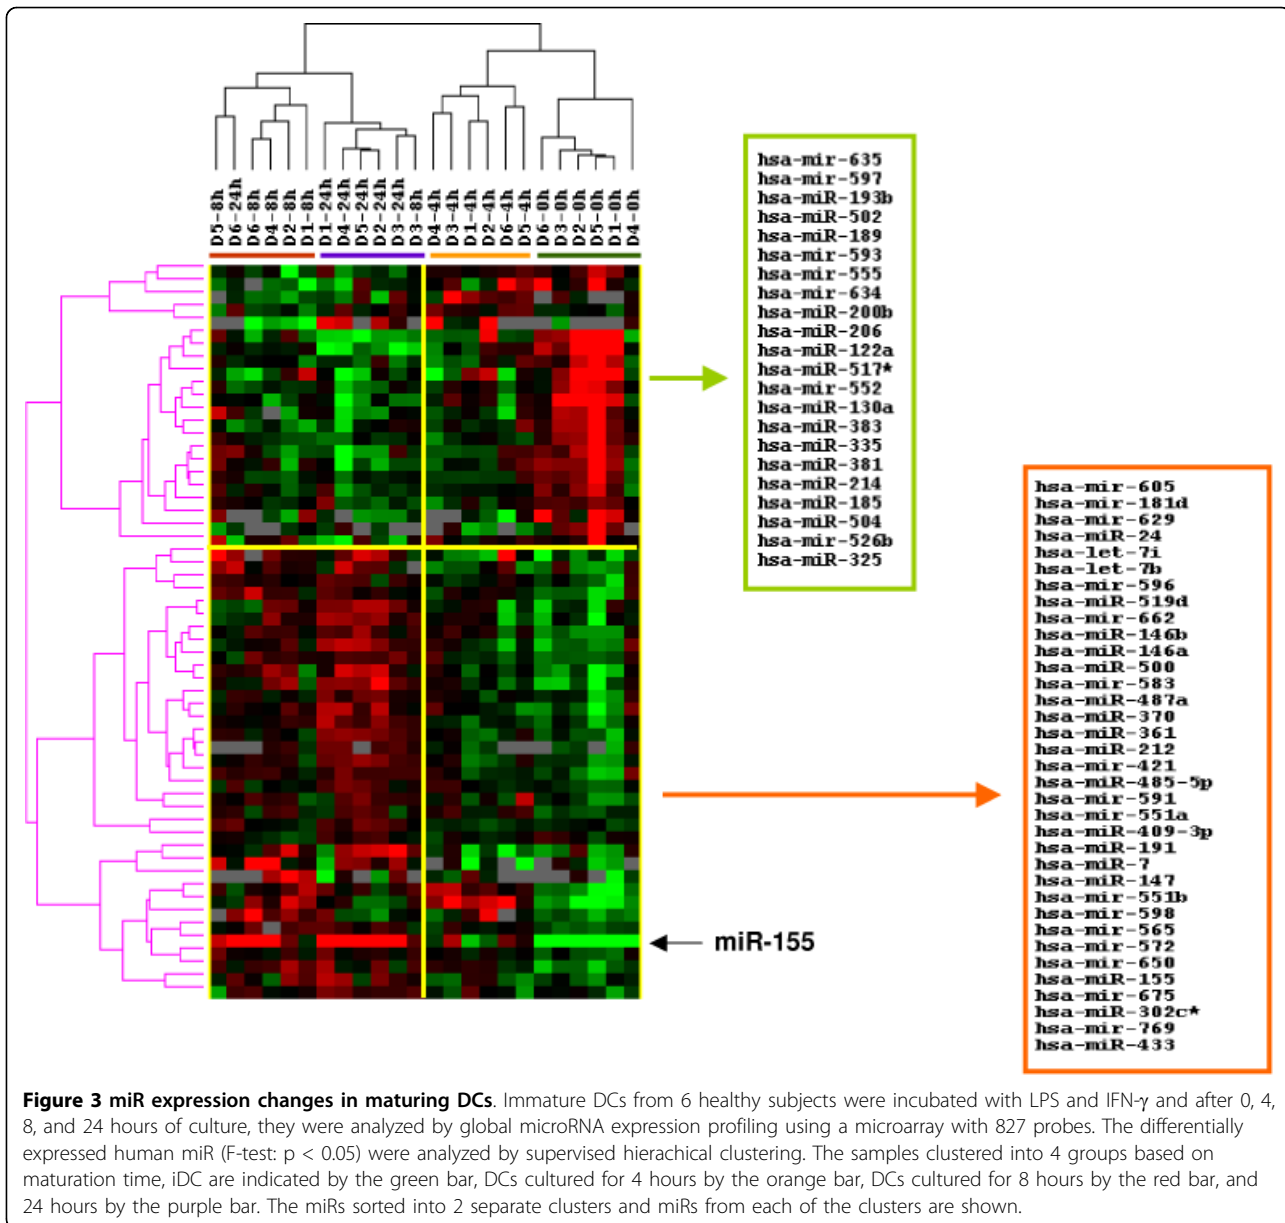 D5-8h
D6-24h
D6-8h
D4-8h
D2-8h
D1-8h
D1-24h
D4-24h
D5-24h
D2-24h
D3-24h
D3-8h
D4-4h
D3-4h
D1-4h
D2-4h
D6-4h
D5-4h
D6-0h
D3-0h
D2-0h
D5-0h
D1-0h
D4-0h
hsa-mir-635
hsa-mir-597
hsa-miR-193b
hsa-miR-502
hsa-miR-189
hsa-mir-593
hsa-mir-555
hsa-mir-634
hsa-miR-200b
hsa-miR-206
hsa-miR-122a
hsa-miR-517*
hsa-mir-552
hsa-miR-130a
hsa-miR-383
hsa-miR-335
hsa-miR-381
hsa-miR-214
hsa-miR-185
hsa-miR-504
hsa-mir-526b
hsa-miR-325
hsa-mir-605
hsa-mir-181d
hsa-mir-629
hsa-miR-24
hsa-let-7i
hsa-let-7b
hsa-mir-596
hsa-miR-519d
hsa-mir-662
hsa-miR-146b
hsa-miR-146a
hsa-miR-500
hsa-mir-583
hsa-miR-487a
hsa-miR-370
hsa-miR-361
hsa-miR-212
hsa-mir-421
hsa-miR-485-5p
hsa-mir-591
hsa-mir-551a
hsa-miR-409-3p
hsa-miR-191
hsa-miR-7
hsa-miR-147
hsa-mir-551b
hsa-mir-598
hsa-mir-565
hsa-mir-572
hsa-mir-650
hsa-miR-155
hsa-mir-675
hsa-miR-302c*
hsa-mir-769
hsa-miR-433
miR-155
Figure 3 miR expression changes in maturing DCs. Immature DCs from 6 healthy subjects were incubated with LPS and IFN-γ and after 0, 4,
8, and 24 hours of culture, they were analyzed by global microRNA expression profiling using a microarray with 827 probes. The differentially
expressed human miR (F-test: p < 0.05) were analyzed by supervised hierachical clustering. The samples clustered into 4 groups based on
maturation time, iDC are indicated by the green bar, DCs cultured for 4 hours by the orange bar, DCs cultured for 8 hours by the red bar, and
24 hours by the purple bar. The miRs sorted into 2 separate clusters and miRs from each of the clusters are shown.